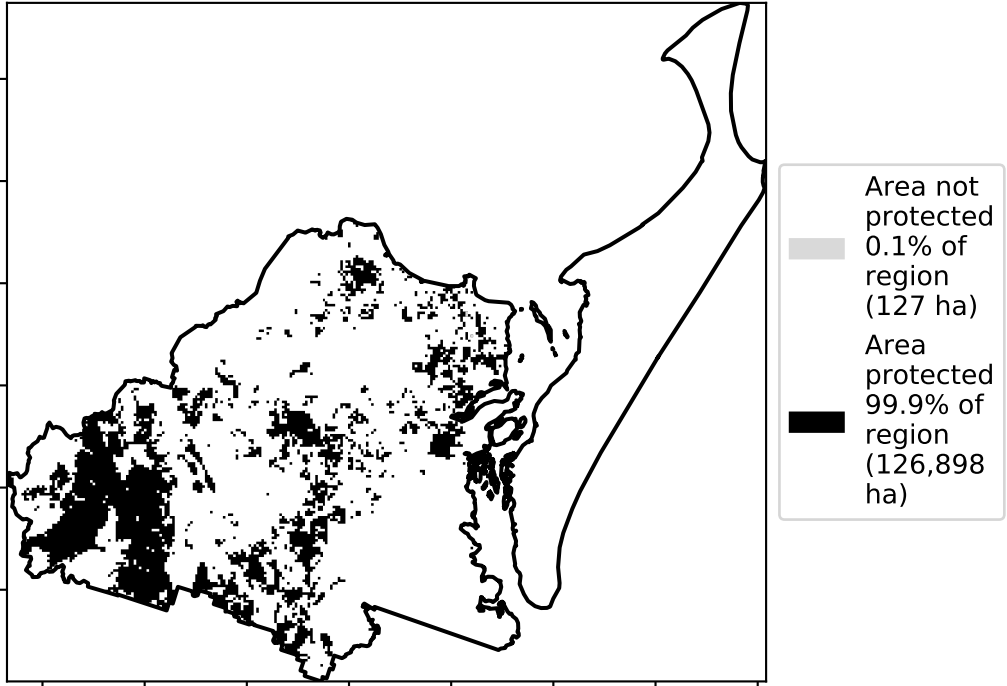 Area not
protected
0.1% of
region
(127 ha)
Area
protected
99.9% of
region
(126,898
ha)